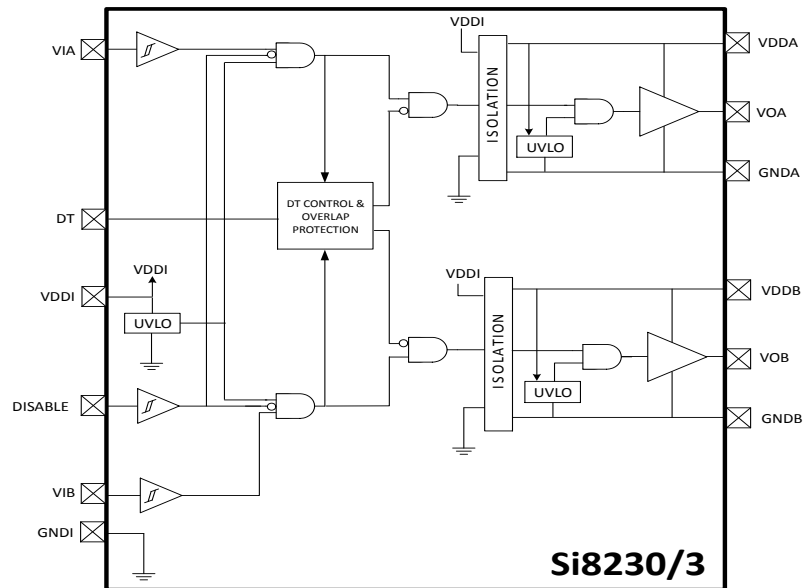 VDDI
VDDA
VIA
ISOLATION
VOA
UVLO
GNDA
DT CONTROL &
OVERLAP
PROTECTION
DT
VDDI
VDDI
UVLO
VDDI
VDDB
ISOLATION
VOB
UVLO
DISABLE
GNDB
VIB
GNDI
Si8230/3